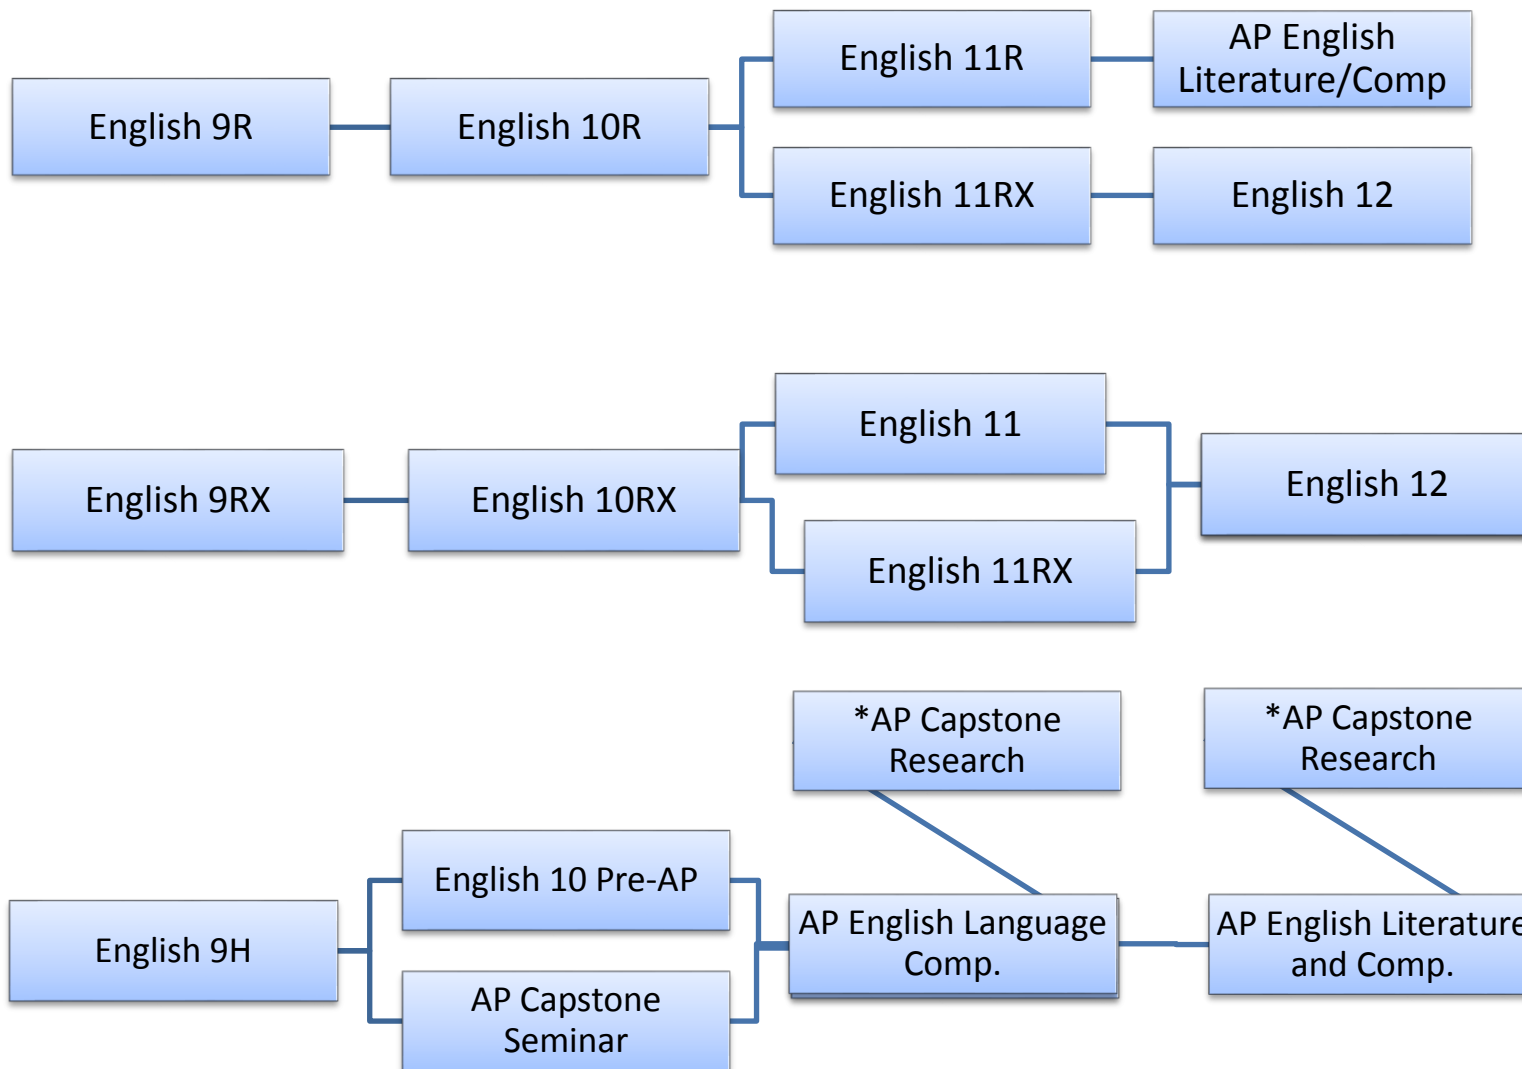 English 9R
English 10R
English 11R
AP English
Literature/Comp
English 11RX
English 12
English 9RX
English 10RX
English 11
English 11RX
English 12
*AP Capstone
Research
*AP Capstone
Research
English 9H
English 10 Pre-AP
AP Capstone
Seminar
AP English Language
Comp.
AP English Literature
and Comp.